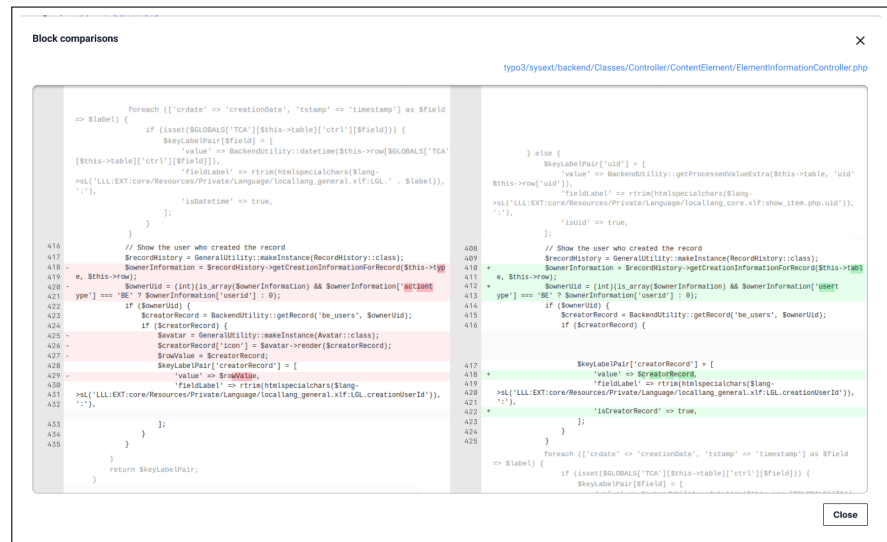 Block comparisons
typo3/sysext/backend/Classes/Controller/ContentElement/ElementInformationController.php
foreach (['crdate' => 'creationDate', 'tstamp' => 'timestamp'] as $field
=> $label) {
if (isset($GLOBALS['TCA'][$this->table]['ctrl'][$field])) {
$keyLabelPair[$field] = [
'value' => BackendUtility::datetime($this->row[$GLOBALS['TCA'
[$this->table]['ctrl'][$field]]),
'fieldLabel' => rtrim(htmlspecialchars($lang-
>sL('LLL:EXT:core/Resources/Private/Language/locallang_general.xlf:LGL.' . $label)),
':'),
'isDatetime' => true,
];
}
}
416 // Show the user who created the record
417 $recordHistory = GeneralUtility::makeInstance(RecordHistory::class);
418 - $ownerInformation = $recordHistory->getCreationInformationForRecord($this->typ
419 e, $this->row);
420 - $ownerUid = (int)(is_array($ownerInformation) && $ownerInformation['actiont
421 ype'] === 'BE' ? $ownerInformation['userid'] : 0);
422 if ($ownerUid) {
423 $creatorRecord = BackendUtility::getRecord('be_users', $ownerUid);
424 if ($creatorRecord) {
425 - $avatar = GeneralUtility::makeInstance(Avatar::class);
426 - $creatorRecord['icon'] = $avatar->render($creatorRecord);
427 - $rowValue = $creatorRecord;
428 $keyLabelPair['creatorRecord'] = [
429 - 'value' => $rowValue,
430 'fieldLabel' => rtrim(htmlspecialchars($lang-
431 >sL('LLL:EXT:core/Resources/Private/Language/locallang_general.xlf:LGL.creationUserId')),
432 ':'),
433 ];
434 }
435 }
}
return $keyLabelPair;
}
} else {
$keyLabelPair['uid'] = [
'value' => BackendUtility::getProcessedValueExtra($this->table, 'uid'
$this->row['uid']),
'fieldLabel' => rtrim(htmlspecialchars($lang-
>sL('LLL:EXT:core/Resources/Private/Language/locallang_core.xlf:show_item.php.uid')),
':'),
'isUid' => true,
];
408 // Show the user who created the record
409 $recordHistory = GeneralUtility::makeInstance(RecordHistory::class);
410 + $ownerInformation = $recordHistory->getCreationInformationForRecord($this->tabl
411 e, $this->row);
412 + $ownerUid = (int)(is_array($ownerInformation) && $ownerInformation['usert
413 ype'] === 'BE' ? $ownerInformation['userid'] : 0);
414 if ($ownerUid) {
415 $creatorRecord = BackendUtility::getRecord('be_users', $ownerUid);
416 if ($creatorRecord) {
417 $keyLabelPair['creatorRecord'] = [
418 + 'value' => $creatorRecord,
419 'fieldLabel' => rtrim(htmlspecialchars($lang-
420 >sL('LLL:EXT:core/Resources/Private/Language/locallang_general.xlf:LGL.creationUserId')),
421 ':'),
422 + 'isCreatorRecord' => true,
423 ];
424 }
425 }
foreach (['crdate' => 'creationDate', 'tstamp' => 'timestamp'] as $field
=> $label) {
if (isset($GLOBALS['TCA'][$this->table]['ctrl'][$field])) {
$keyLabelPair[$field] = [
Close